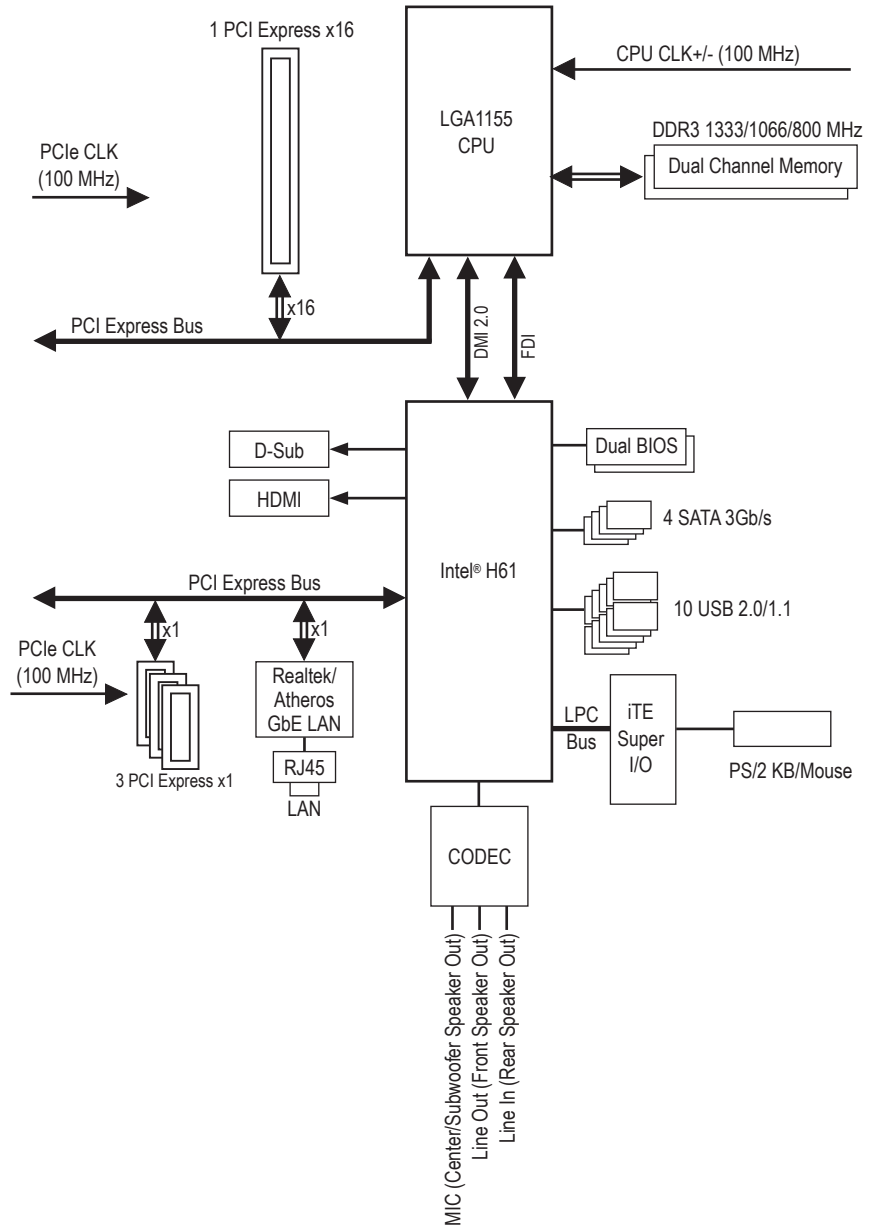 1 PCI Express x16
CPU CLK+/- (100 MHz)
LGA1155
CPU
DDR3 1333/1066/800 MHz
Dual Channel Memory
PCIe CLK
(100 MHz)
x16
PCI Express Bus
DMI 2.0
FDI
D-Sub
HDMI
Dual BIOS
4 SATA 3Gb/s
Intel® H61
PCI Express Bus
10 USB 2.0/1.1
x1
x1
PCIe CLK
(100 MHz)
Realtek/
Atheros
GbE LAN
RJ45
LAN
3 PCI Express x1
LPC
Bus
iTE
Super
I/O
PS/2 KB/Mouse
CODEC
MIC (Center/Subwoofer Speaker Out)
Line Out (Front Speaker Out)
Line In (Rear Speaker Out)